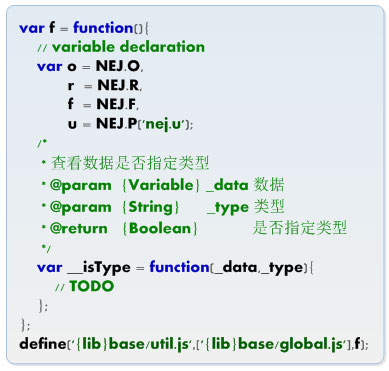 var f = function(){
// variable declaration
var o = NEJ.O,
r = NEJ.R,
f = NEJ.F,
u = NEJ.P('nej.u');
/*
* 查看数据是否指定类型
* @param {Variable} _data 数据
* @param {String} _type 类型
* @return {Boolean} 是否指定类型
*/
var __isType = function(_data,_type){
// TODO
};
};
define('{lib}base/util.js',['{lib}base/global.js'],f);